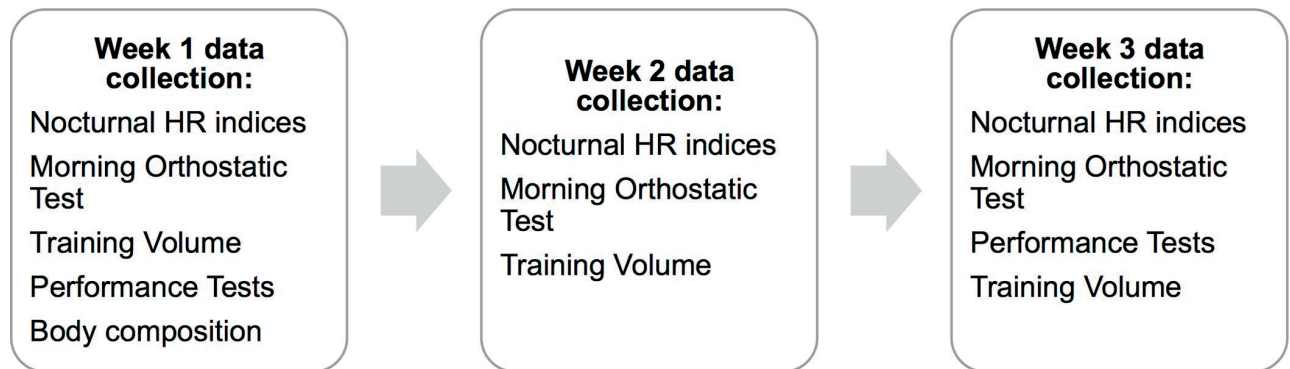 Week 1 data
collection:
Nocturnal HR indices
Morning Orthostatic
Test
Training Volume
Performance Tests
Body composition
Week 2 data
collection:
Nocturnal HR indices
Morning Orthostatic
Test
Training Volume
Week 3 data
collection:
Nocturnal HR indices
Morning Orthostatic
Test
Performance Tests
Training Volume